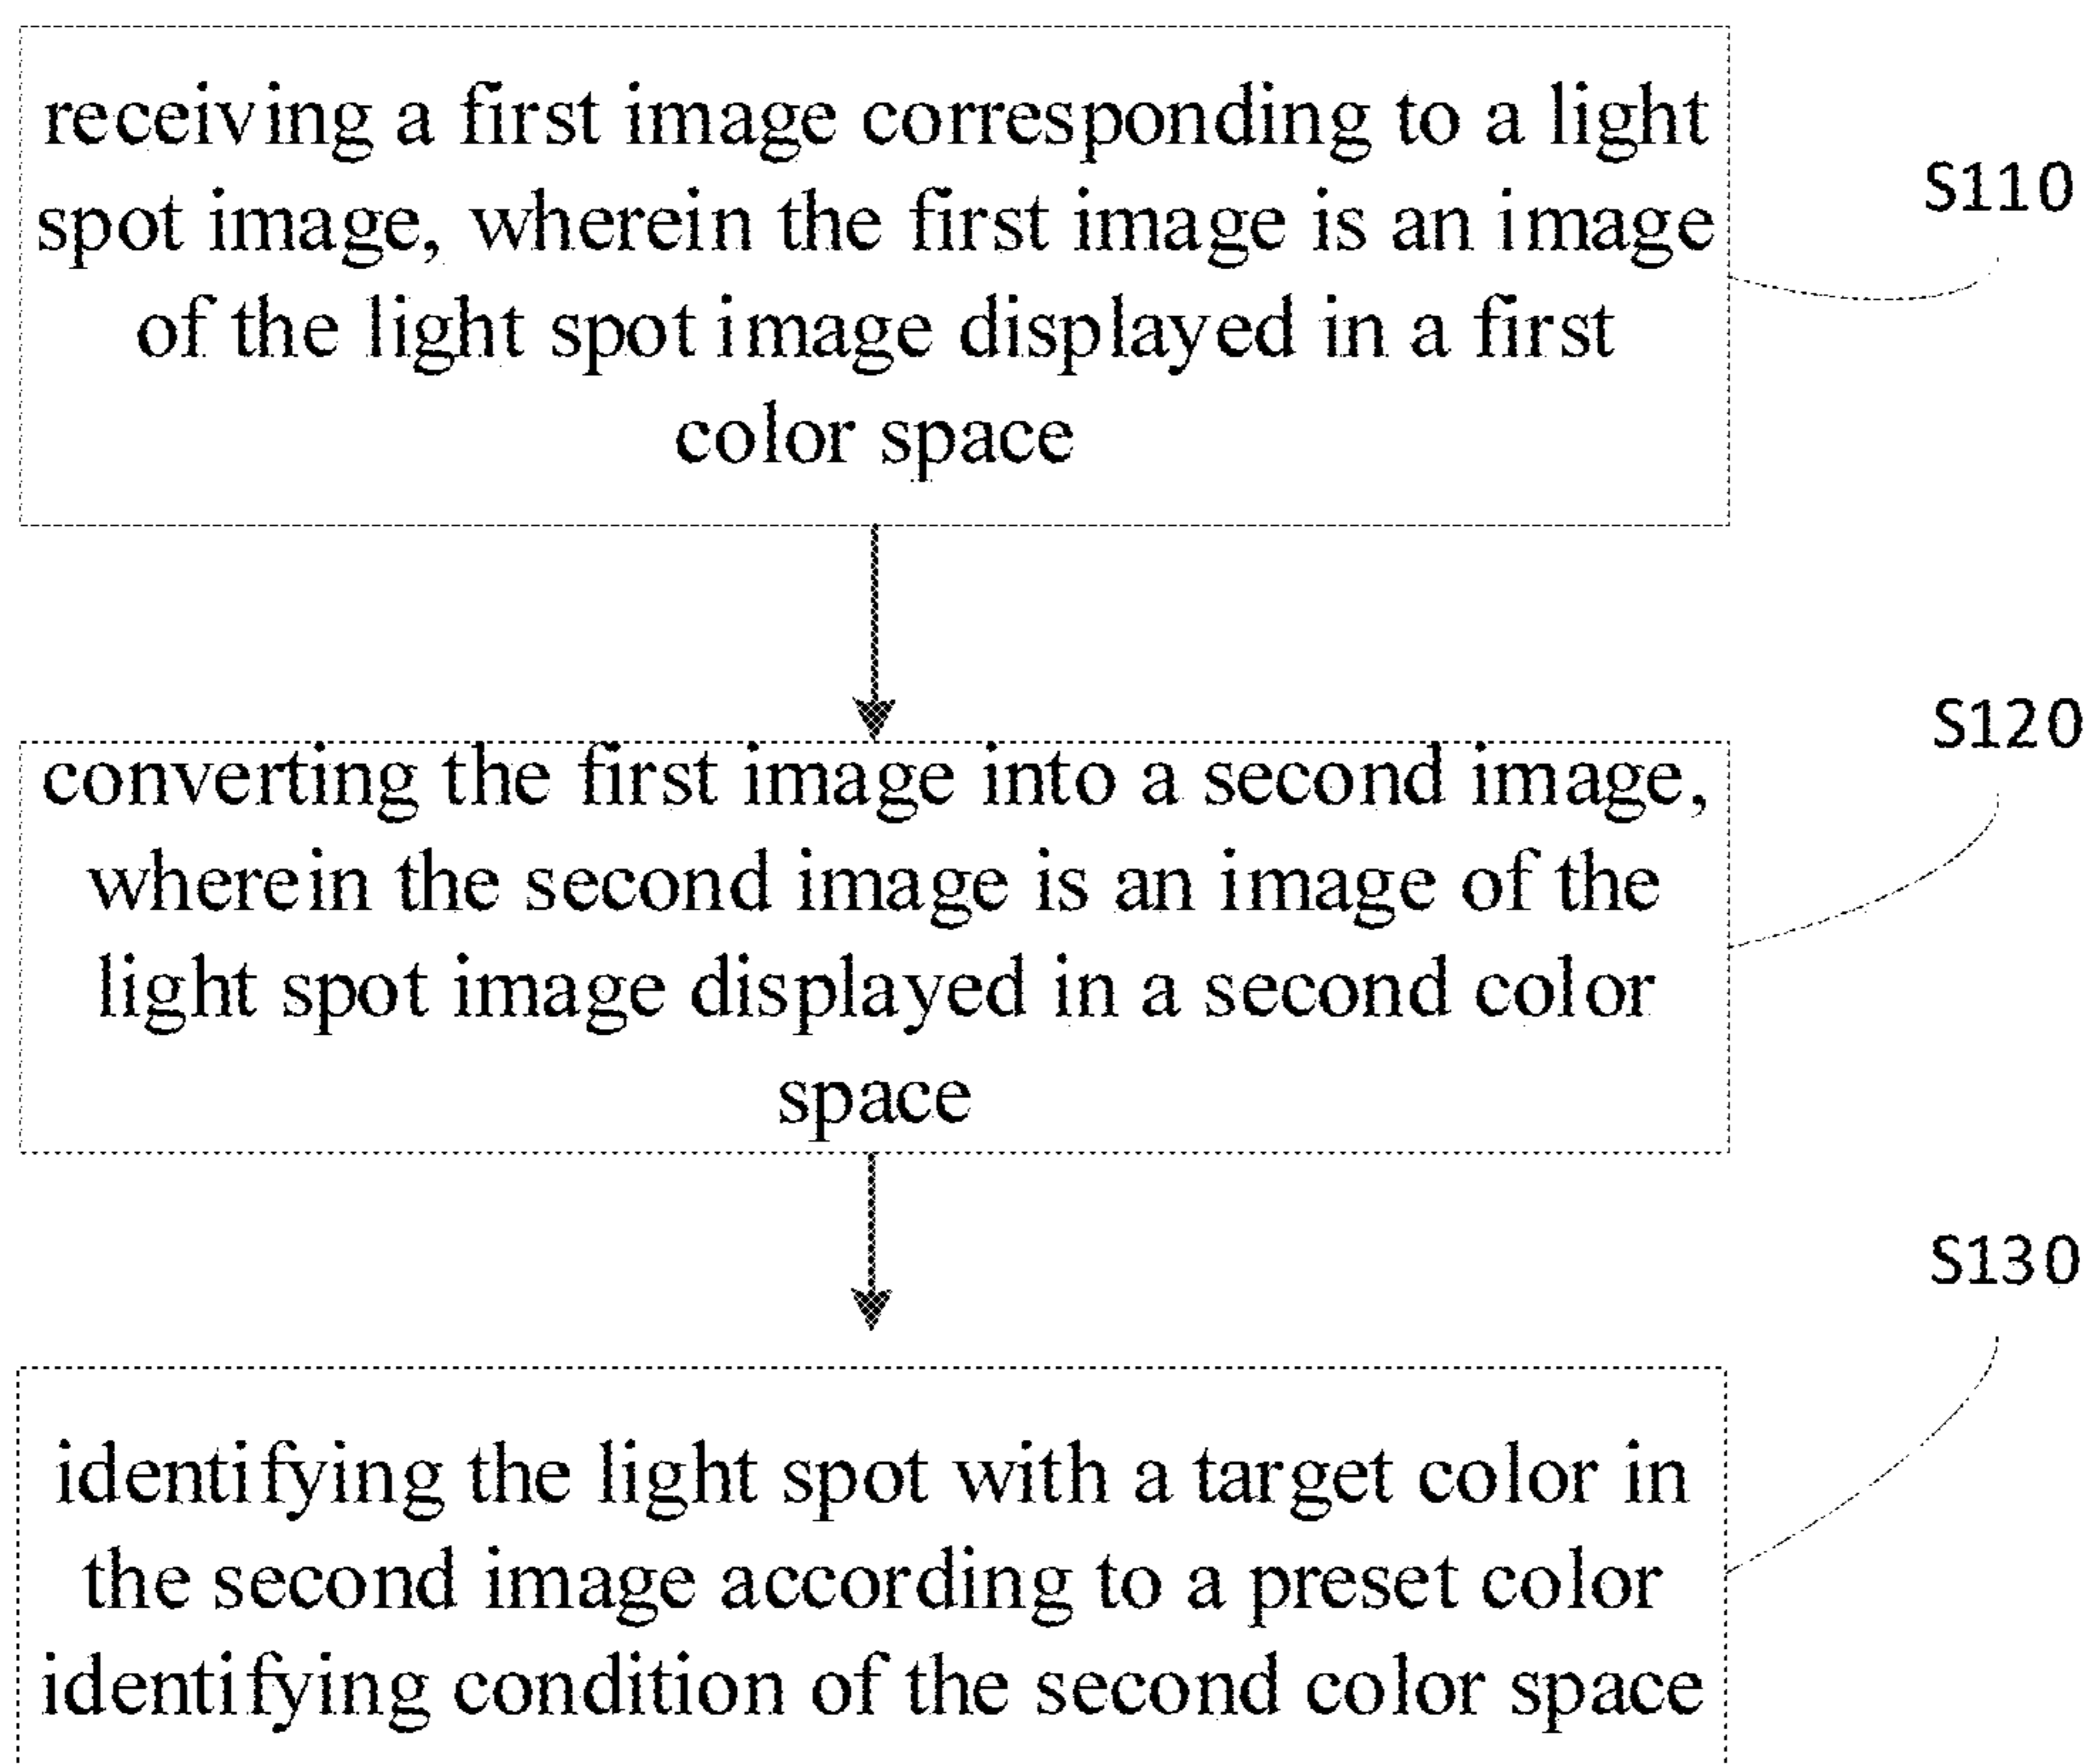 receiving a first image corresponding to a light
spot image, wherein the first image is an image
of the light spot image displayed in a first
color space
S110
S120
converting the first image into a second image,
wherein the second image is an image of the
light spot image displayed in a second color
space
S130
identifying the light spot with a target color in
the second image according to a preset color
identifying condition of the second color space